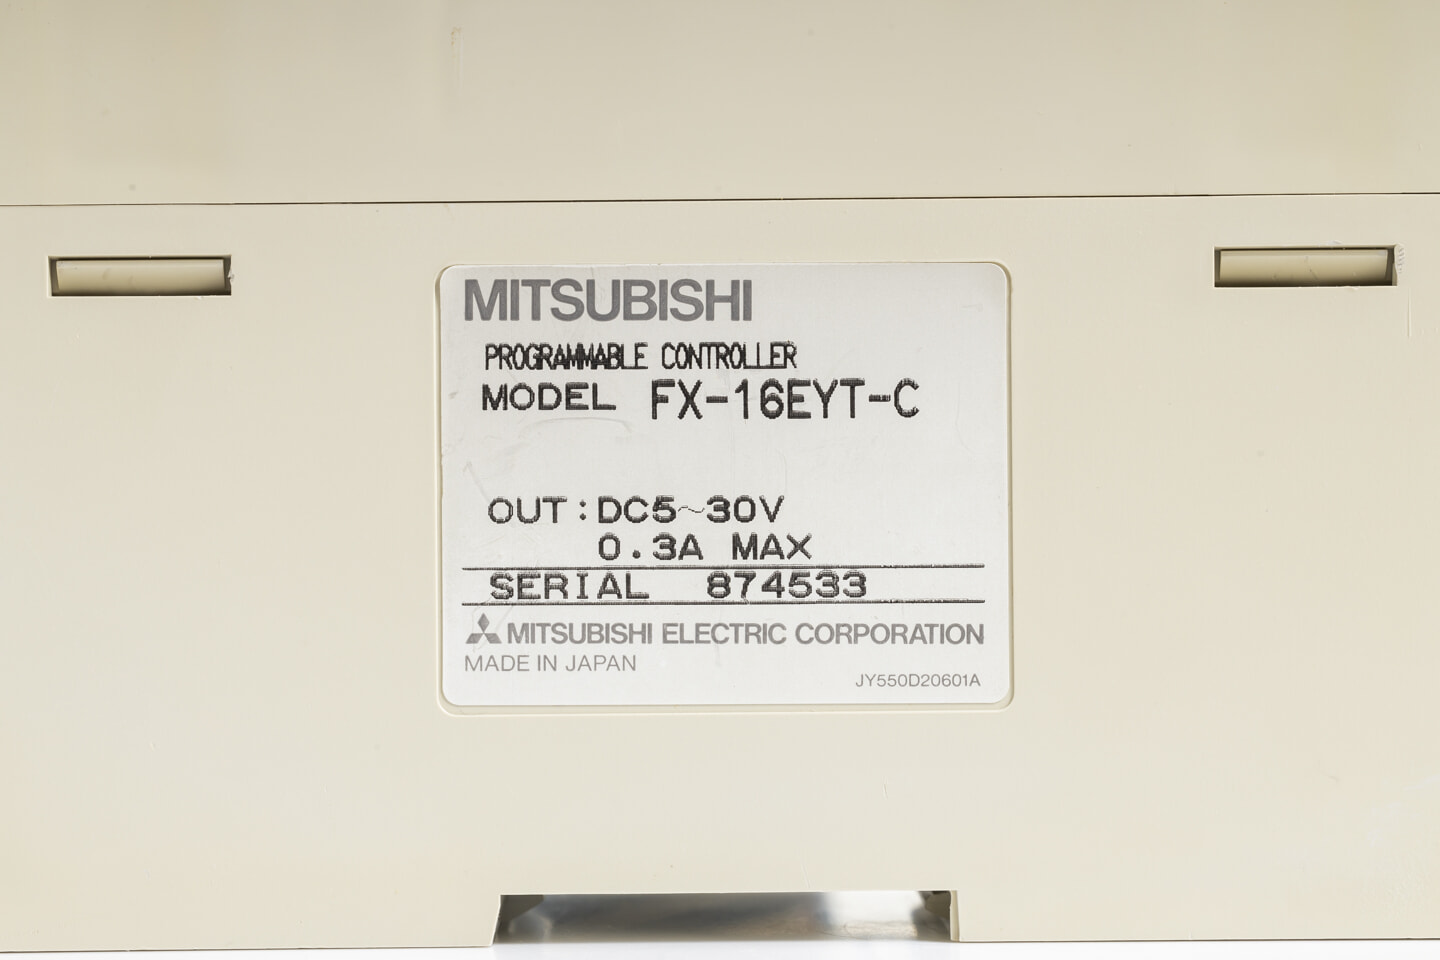 MITSUBISHI
PROGRAMMABLE CONTROLLER
MODEL FX-16EYT-C
OUT:DC5~30V
0.3A MAX
SERIAL 874533
MITSUBISHI ELECTRIC CORPORATION
MADE IN JAPAN
JY550D20601A